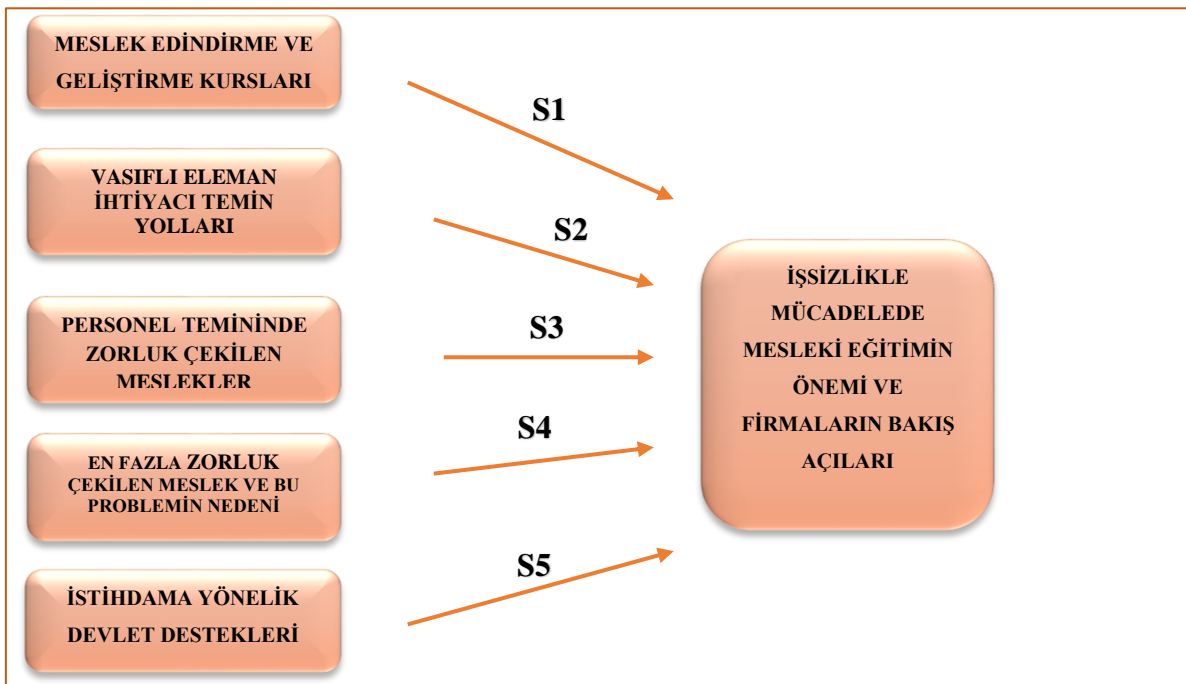 MESLEK EDİNDİRME VE
GELİŞTİRME KURSLARI
S1
VASIFLI ELEMAN
İHTİYACI TEMİN
YOLLARI
S2
PERSONEL TEMİNİNDE
ZORLUK ÇEKİLEN
MESLEKLER
S3
EN FAZLA ZORLUK
ÇEKİLEN MESLEK VE BU
PROBLEMİN NEDENİ
S4
İSTİHDAMA YÖNELİK
DEVLET DESTEKLERİ
S5
İŞSİZLİKLE
MÜCADELEDE
MESLEKİ EĞİTİMİN
ÖNEMİ VE
FİRMALARIN BAKIŞ
AÇILARI